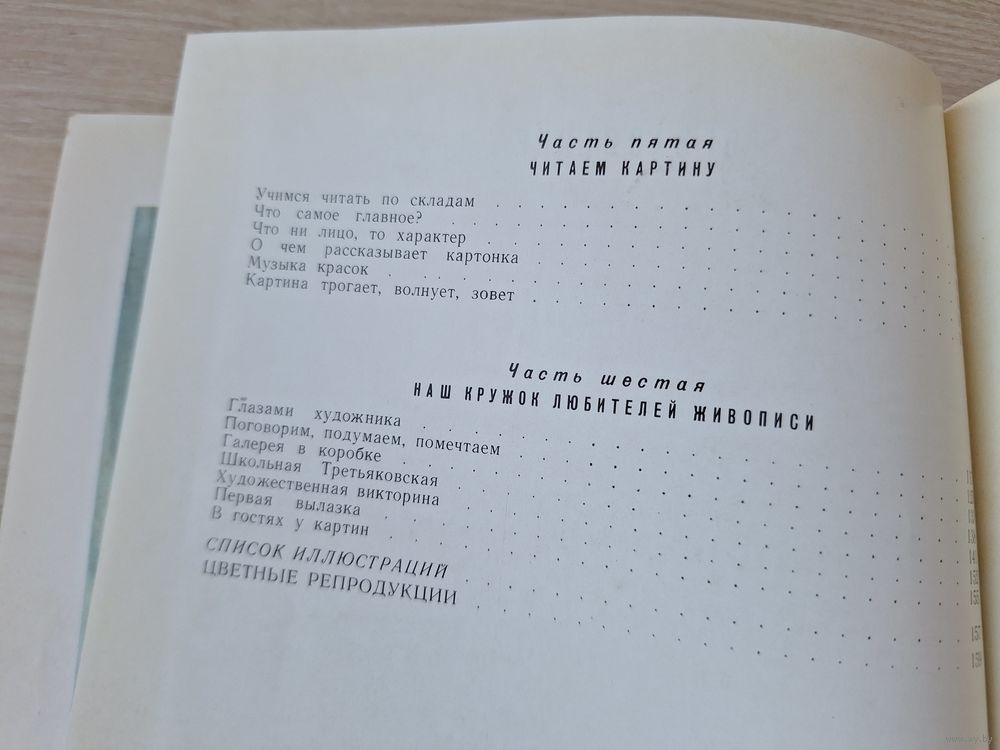 Часть пятая
ЧИТАЕМ КАРТИНУ
Учимся читать по складам
Что самое главное?
Что ни лицо, то характер
О чем рассказывает картонка
Музыка красок
Картина трогает, волнует, зовет
Часть шестая
НАШ КРУЖОК ЛЮБИТЕЛЕЙ ЖИВОПИСИ
Глазами художника
Поговорим, подумаем, помечтаем
Галерея в коробке
Школьная Третьяковская
Художественная викторина
Первая вылазка
В гостях у картин
СПИСОК ИЛЛЮСТРАЦИЙ
ЦВЕТНЫЕ РЕПРОДУКЦИИ